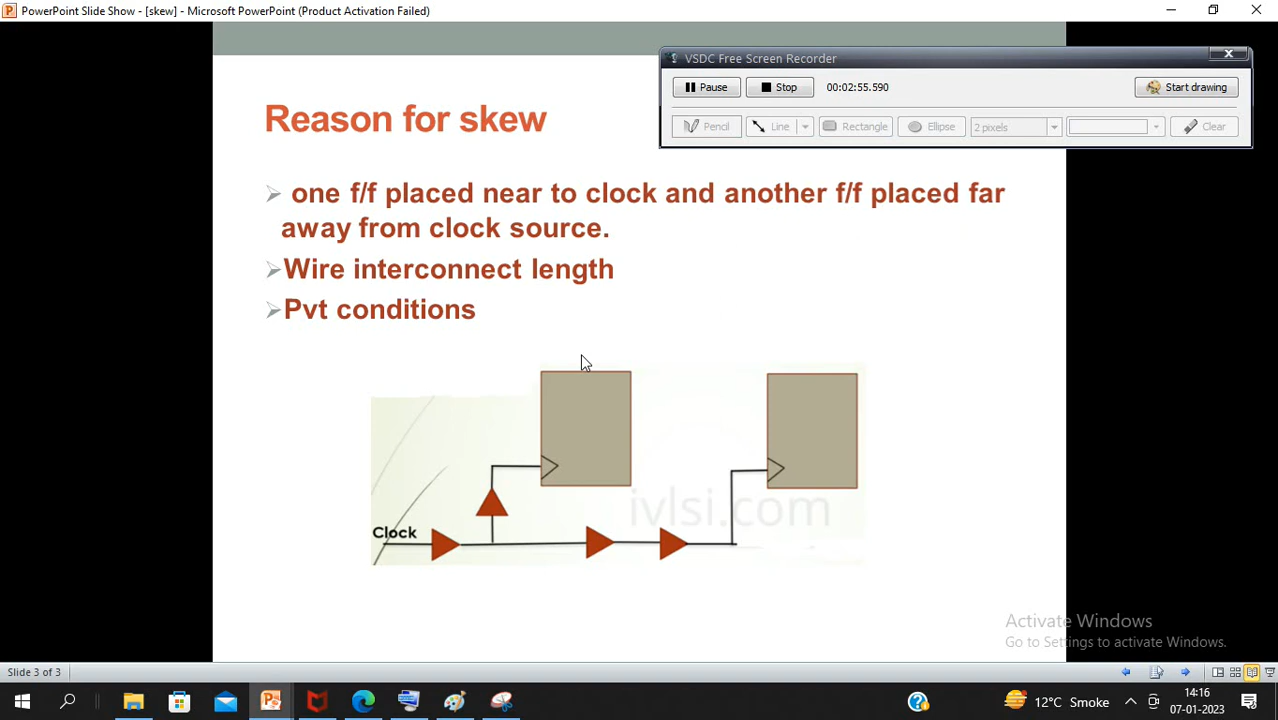 PowerPoint Slide Show - [skew] - Microsoft PowerPoint (Product Activation Failed)
VSDC Free Screen Recorder
Pause
Stop
00:02:55.590
Start drawing
Pencil
Line
Rectangle
Ellipse
2 pixels
Clear
Reason for skew
one f/f placed near to clock and another f/f placed far
away from clock source.
Wire interconnect length
Pvt conditions
ivlsi.com
Clock
Activate Windows
Go to Settings to activate Windows.
Slide 3 of 3
12°C Smoke
14:16
07-01-2023